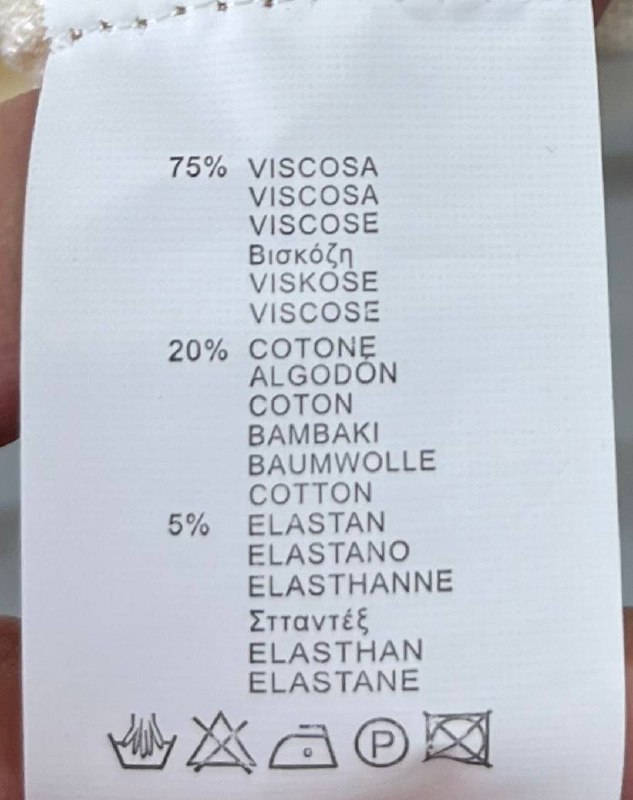 75% VISCOSA
VISCOSA
VISCOSE
Βισκόζη
VISKOSE
VISCOSE
20% COTONE
ALGODÓN
COTON
BAMBAKI
BAUMWOLLE
COTTON
5% ELASTAN
ELASTANO
ELASTHANNE
Σπαντέξ
ELASTHAN
ELASTANE
P